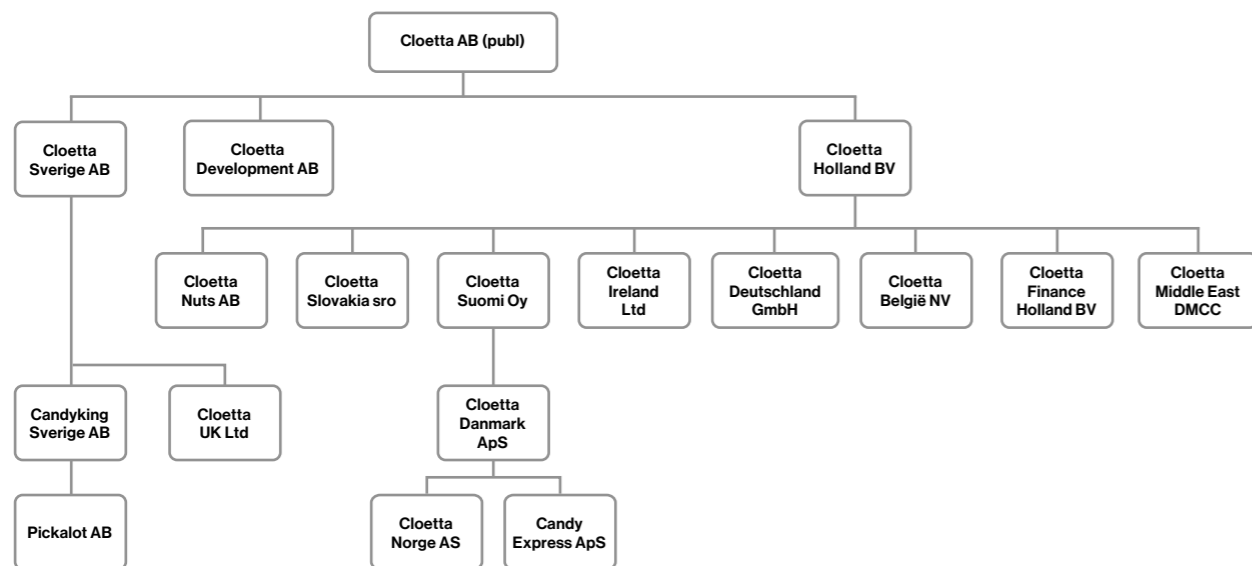 Cloetta AB (publ)
Cloetta
Sverige AB
Cloetta
Development AB
Cloetta
Holland BV
Cloetta
Nuts AB
Cloetta
Slovakia sro
Cloetta
Suomi Oy
Cloetta
Ireland
Ltd
Cloetta
Deutschland
GmbH
Cloetta
België NV
Cloetta
Finance
Holland BV
Cloetta
Middle East
DMCC
Candyking
Sverige AB
Cloetta
UK Ltd
Cloetta
Danmark
ApS
Pickalot AB
Cloetta
Norge AS
Candy
Express ApS